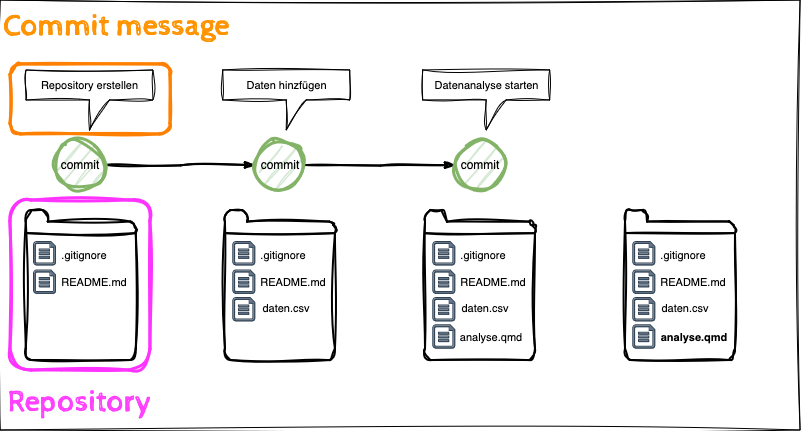 Commit message
Repository erstellen
Daten hinzfügen
Datenanalyse starten
commit
commit
commit
.gitignore
README.md
.gitignore
README.md
daten.csv
.gitignore
README.md
daten.csv
analyse.qmd
.gitignore
README.md
daten.csv
analyse.qmd
Repository